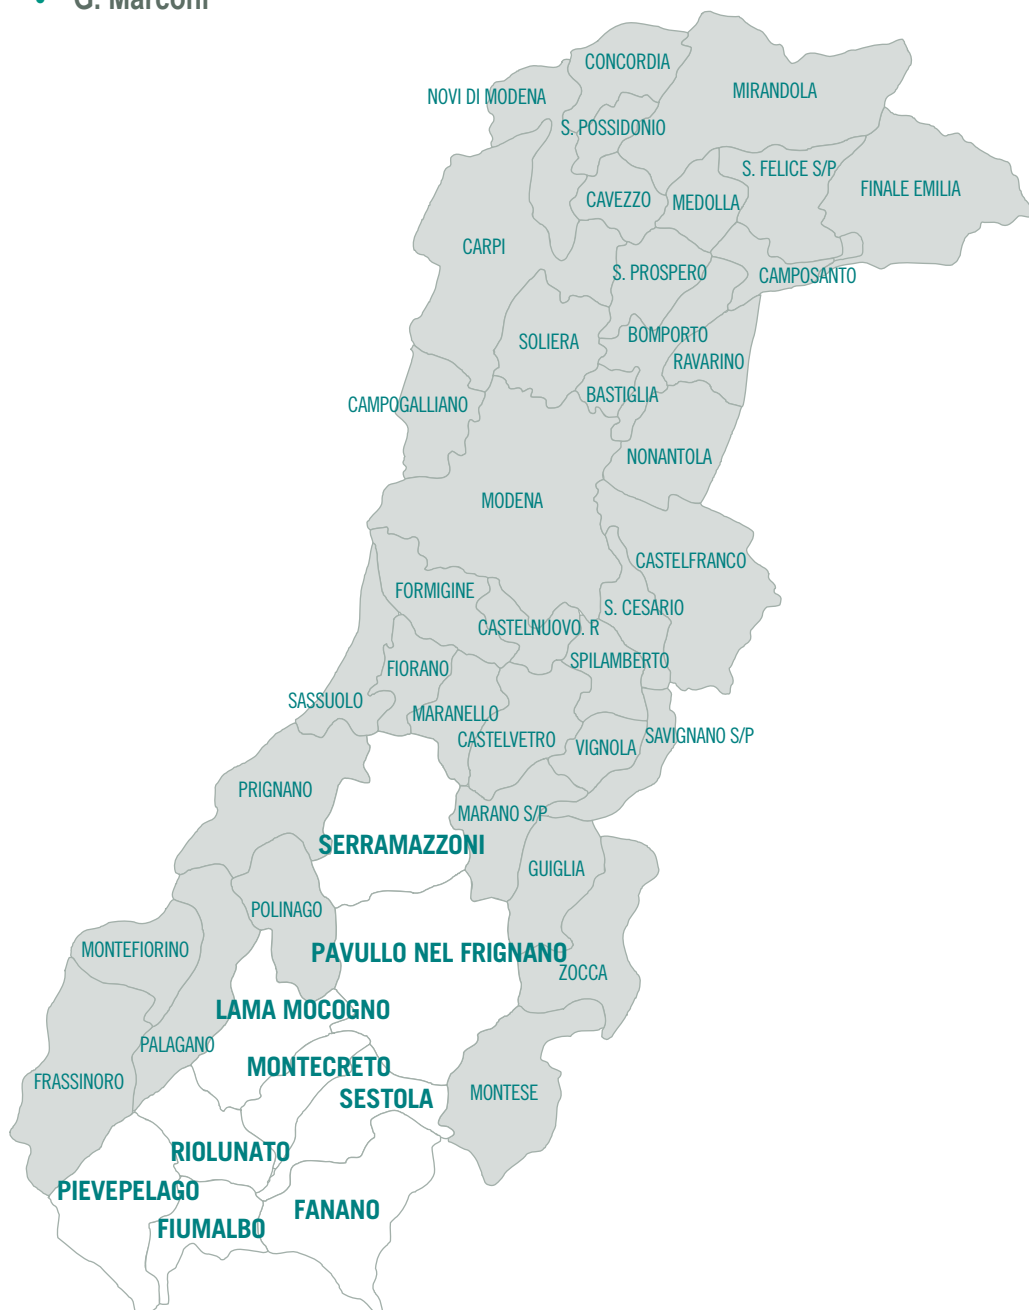 • G. Marconi
CONCORDIA
MIRANDOLA
NOVI DI MODENA
S. POSSIDONIO
S. FELICE S/P
FINALE EMILIA
CAVEZZO
MEDOLLA
CARPI
S. PROSPERO
CAMPOSANTO
SOLIERA
BOMPORTO
RAVARINO
BASTIGLIA
CAMPOGALLIANO
NONANTOLA
MODENA
CASTELFRANCO
FORMIGINE
S. CESARIO
CASTELNUOVO. R
SPILAMBERTO
FIORANO
SASSUOLO
MARANELLO
SAVIGNANO S/P
CASTELVETRO
VIGNOLA
PRIGNANO
MARANO S/P
SERRAMAZZONI
GUIGLIA
POLINAGO
MONTEFIORINO
PAVULLO NEL FRIGNANO
ZOCCA
LAMA MOCOGNO
PALAGANO
MONTECRETO
FRASSINORO
SESTOLA
MONTESE
RIOLUNATO
PIEVEPELAGO
FANANO
FIUMALBO